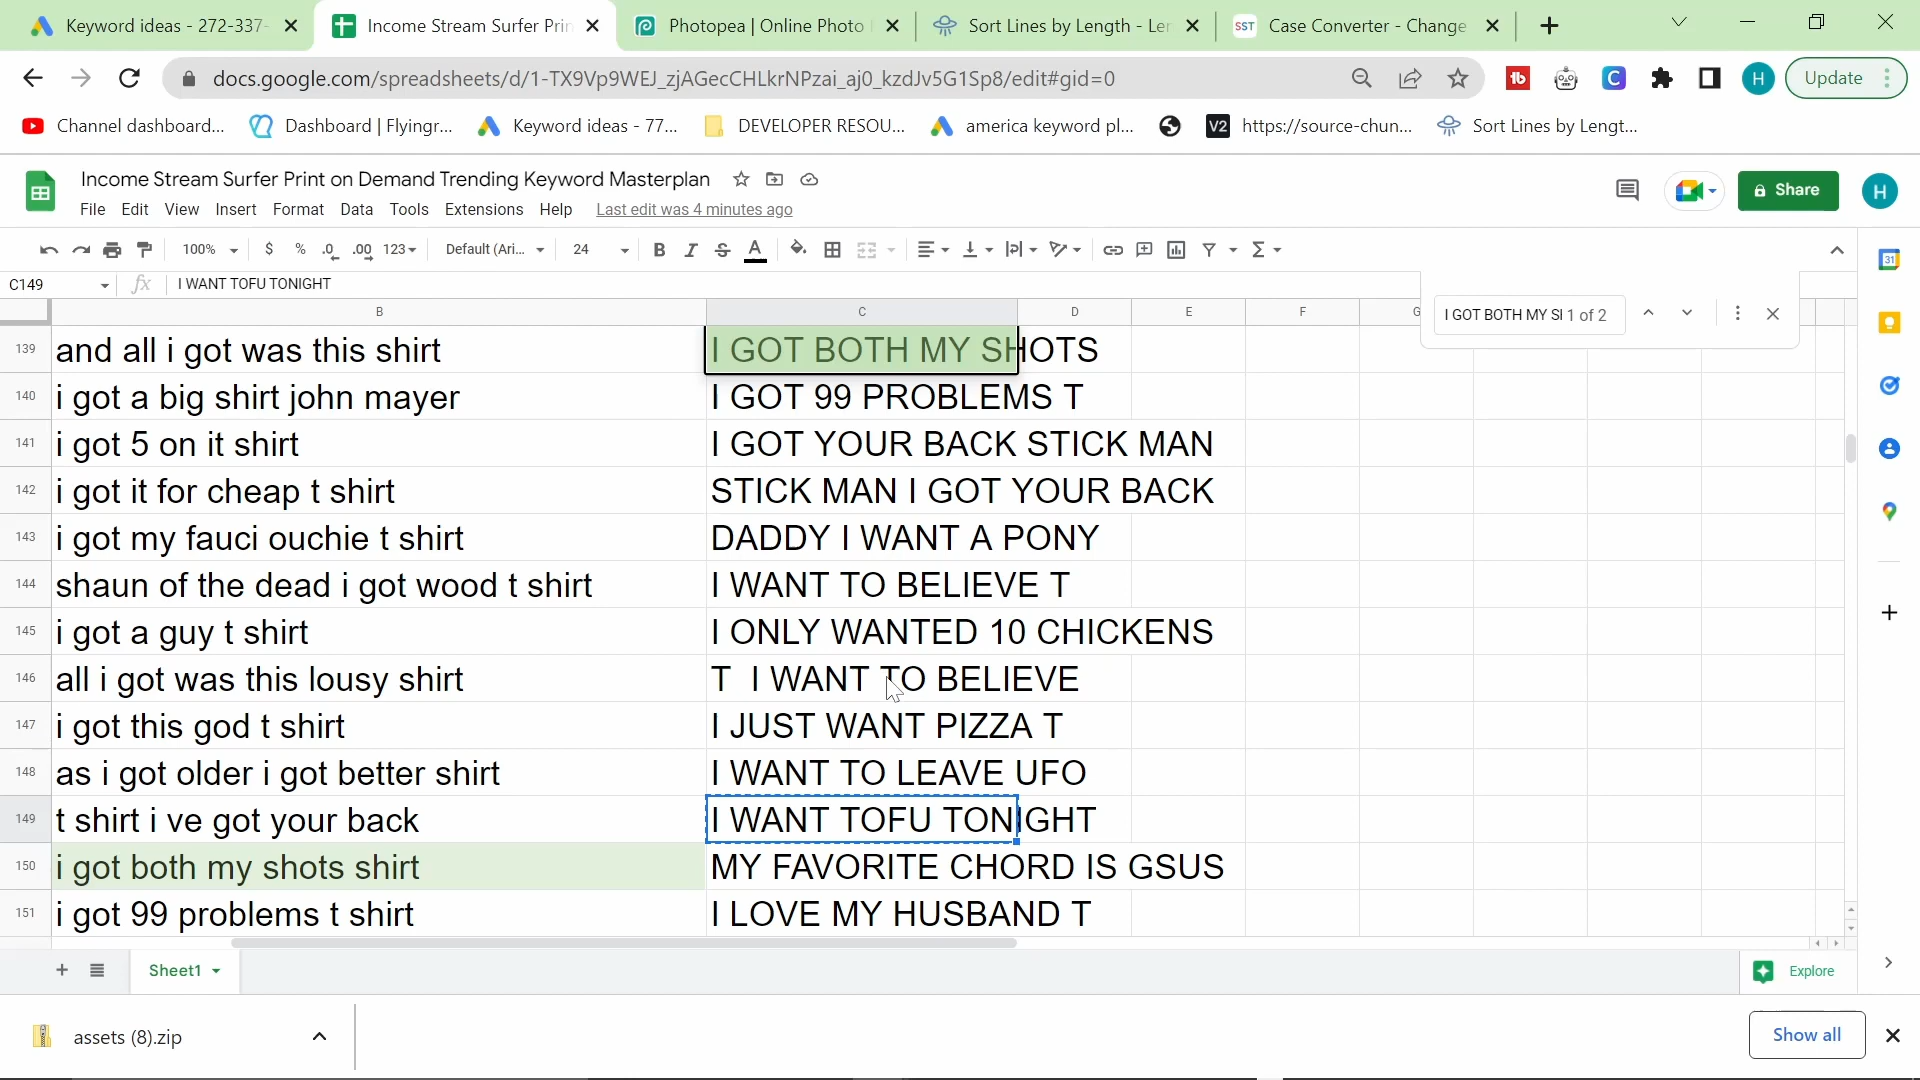 Keyword ideas - 272-337-
Income Stream Surfer Prin
Photopea | Online Photo
Sort Lines by Length - Ler
SST
Case Converter - Change
docs.google.com/spreadsheets/d/1-TX9Vp9WEJ_zjAGecCHLkrNPzai_aj0_kzdJv5G1Sp8/edit#gid=0
H
Update
Channel dashboard...
Dashboard | Flyingr...
Keyword ideas - 77...
DEVELOPER RESOU...
america keyword pl...
V2
https://source-chun...
Sort Lines by Lengt...
Income Stream Surfer Print on Demand Trending Keyword Masterplan
File Edit View Insert Format Data Tools Extensions Help Last edit was 4 minutes ago
Share
H
100% $ % .0 .00 123 Default (Ari... 24 B I S A
C149 fx I WANT TOFU TONIGHT
I GOT BOTH MY SI 1 of 2
B C D E F G
139 and all i got was this shirt I GOT BOTH MY SHOTS
140 i got a big shirt john mayer I GOT 99 PROBLEMS T
141 i got 5 on it shirt I GOT YOUR BACK STICK MAN
142 i got it for cheap t shirt STICK MAN I GOT YOUR BACK
143 i got my fauci ouchie t shirt DADDY I WANT A PONY
144 shaun of the dead i got wood t shirt I WANT TO BELIEVE T
145 i got a guy t shirt I ONLY WANTED 10 CHICKENS
146 all i got was this lousy shirt T  I WANT TO BELIEVE
147 i got this god t shirt I JUST WANT PIZZA T
148 as i got older i got better shirt I WANT TO LEAVE UFO
149 t shirt i ve got your back I WANT TOFU TONIGHT
150 i got both my shots shirt MY FAVORITE CHORD IS GSUS
151 i got 99 problems t shirt I LOVE MY HUSBAND T
Sheet1
Explore
assets (8).zip
Show all